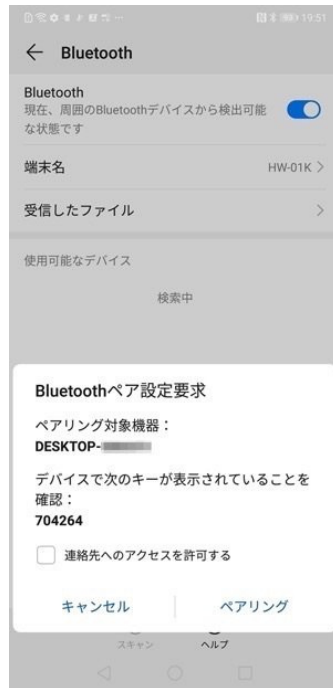 19:51
Bluetooth
Bluetooth
現在、周囲のBluetoothデバイスから検出可能
な状態です
端末名
HW-01K
受信したファイル
使用可能なデバイス
検索中
Bluetoothペア設定要求
ペアリング対象機器：
DESKTOP-
デバイスで次のキーが表示されていることを
確認：
704264
連絡先へのアクセスを許可する
キャンセル
ペアリング
スキャン
ヘルプ